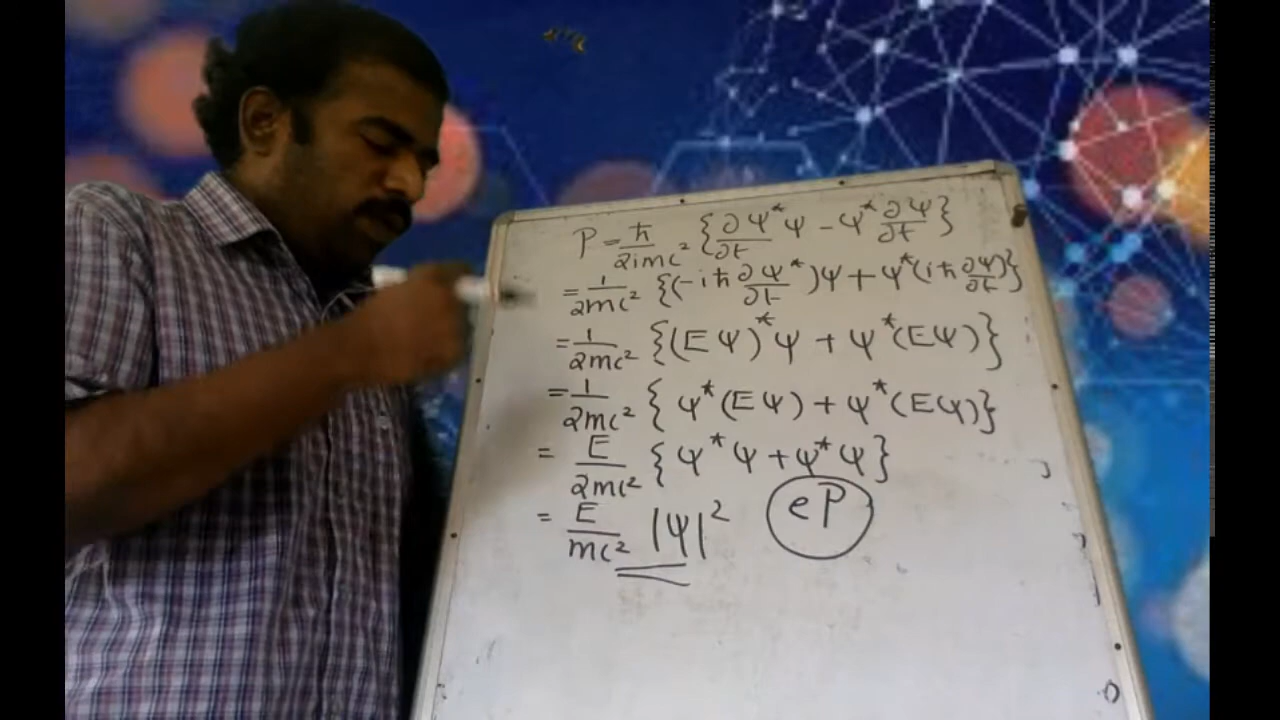 P = ħ/2imc² {∂ψ*/∂t ψ − ψ* ∂ψ/∂t}
= 1/2mc² {(−iħ ∂ψ*/∂t)ψ + ψ*(iħ ∂ψ/∂t)}
= 1/2mc² {(Eψ)*ψ + ψ*(Eψ)}
= 1/2mc² {ψ*(Eψ) + ψ*(Eψ)}
= E/2mc² {ψ*ψ + ψ*ψ}
= E/mc² |ψ|² eP